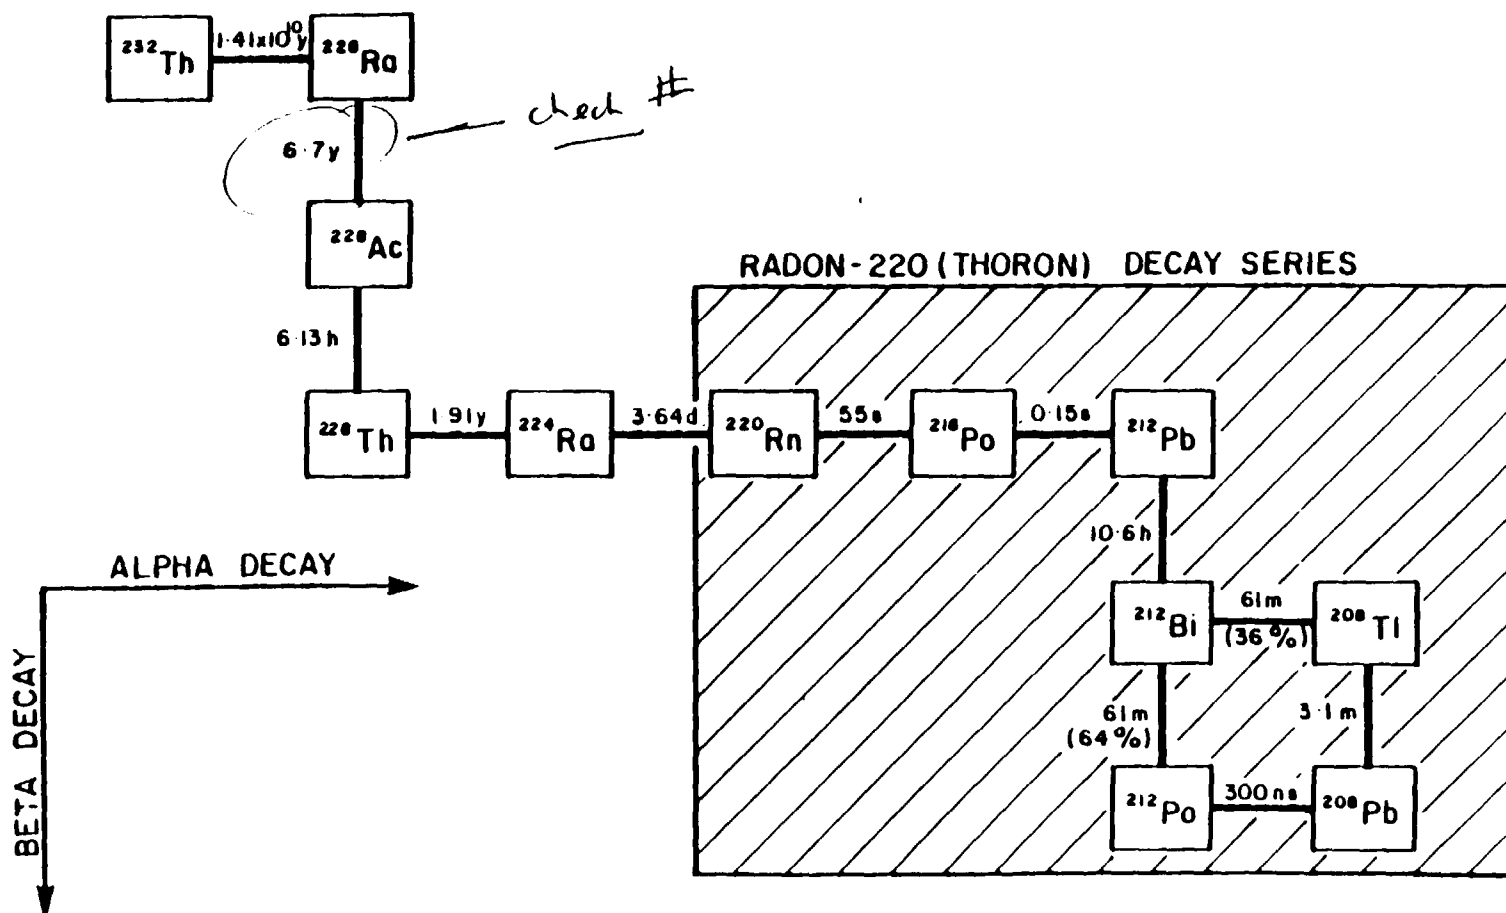 ²³²Th
1.41x10¹⁰y
²²⁸Ra
check #
6.7y
²²⁸Ac
RADON-220 (THORON) DECAY SERIES
6.13h
²²⁸Th
1.91y
²²⁴Ra
3.64d
²²⁰Rn
55s
²¹⁶Po
0.15s
²¹²Pb
10.6h
ALPHA DECAY
²¹²Bi
61m
(36%)
²⁰⁸Tl
BETA DECAY
61m
(64%)
3.1m
²¹²Po
300ns
²⁰⁸Pb